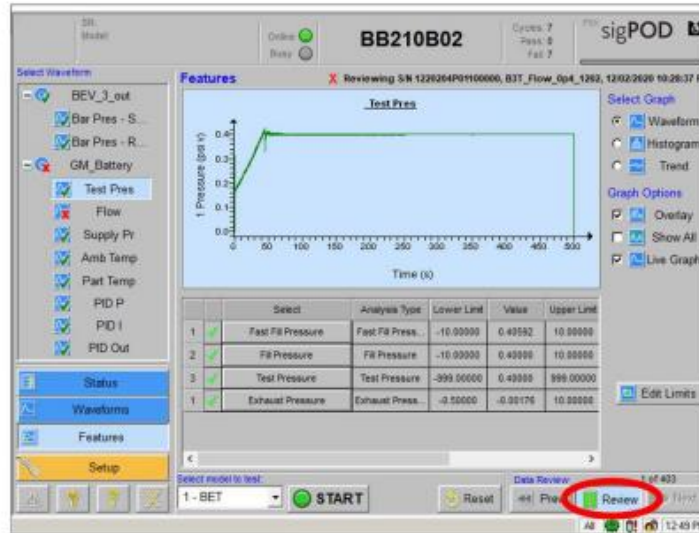 SN:
Model:
Online
Busy
BB210B02
Cycles: 7
Pass: 0
Fail: 7
sigPOD
Select Waveform
BEV_3_out
Bar Pres - S...
Bar Pres - R...
GM_Battery
Test Pres
Flow
Supply Pr
Amb Temp
Part Temp
PID P
PID I
PID Out
Status
Waveforms
Features
Setup
Features
X Reviewing S/N 1220204P01100000, B3T_Flow_0p4_1202, 12/02/2020 10:28:37
Test Pres
1 Pressure (psi v)
0.4
0.3
0.2
0.1
0.0
0 50 100 150 200 250 300 350 400 450 500
Time (s)
Select Graph
Waveform
Histogram
Trend
Graph Options
Overlay
Show All
Live Graph
Select Analysis Type Lower Limit Value Upper Limit
1 Fast Fill Pressure Fast Fill Press... -10.00000 0.40592 10.00000
2 Fill Pressure Fill Pressure -10.00000 0.40000 10.00000
3 Test Pressure Test Pressure -999.00000 0.40000 999.00000
1 Exhaust Pressure Exhaust Press... -0.50000 -0.00176 10.00000
Edit Limits
Select model to test:
1 - BET
START
Reset
Data Review
1 of 403
Prev
Review
Next
All
12:49 P